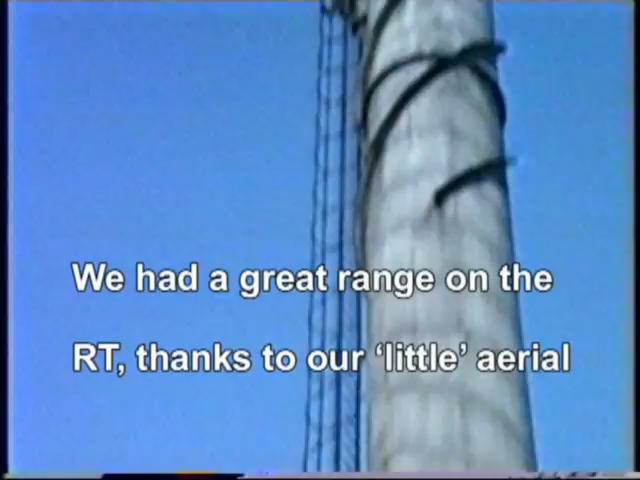 We had a great range on the
RT, thanks to our ‘little’ aerial